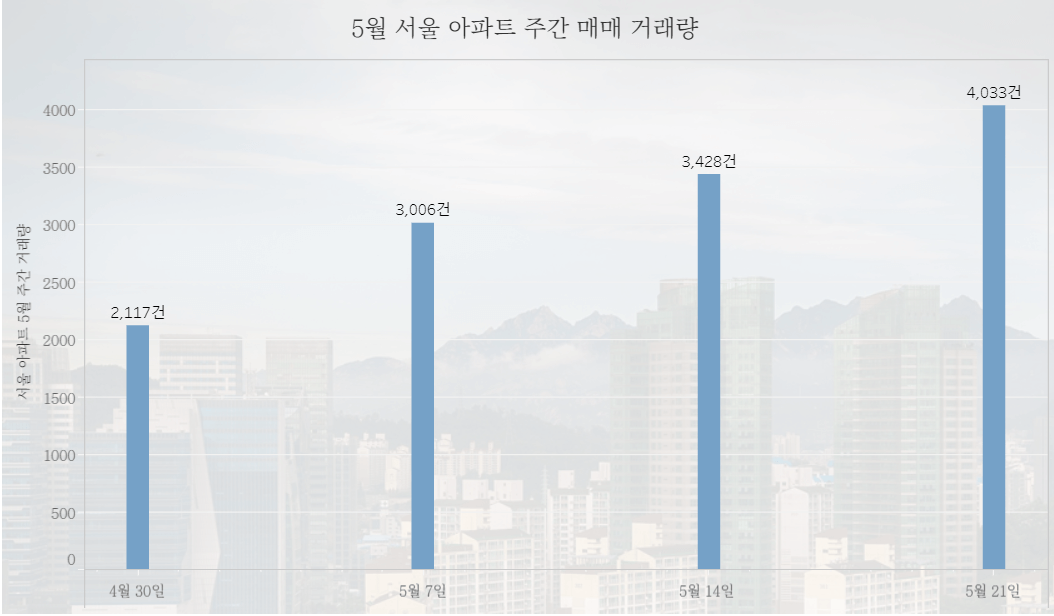 5월 서울 아파트 주간 매매 거래량
서울 아파트 5월 주간 거래량
4000
3500
3000
2500
2000
1500
1000
500
0
2,117건
3,006건
3,428건
4,033건
4월 30일
5월 7일
5월 14일
5월 21일